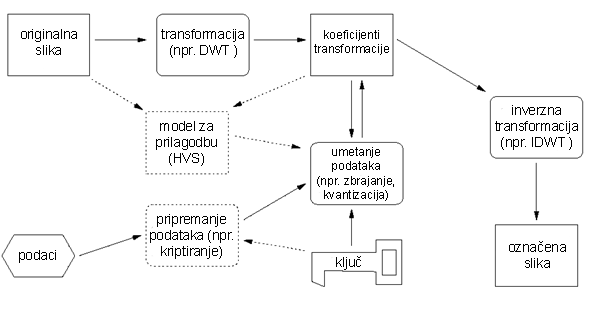 originalna
slika
transformacija
(npr. DWT )
koeficijenti
transformacije
model za
prilagodbu
(HVS)
inverzna
transformacija
(npr. IDWT )
umetanje
podataka
(npr. zbrajanje,
kvantizacija)
pripremanje
podataka (npr.
kriptiranje)
podaci
ključ
označena
slika